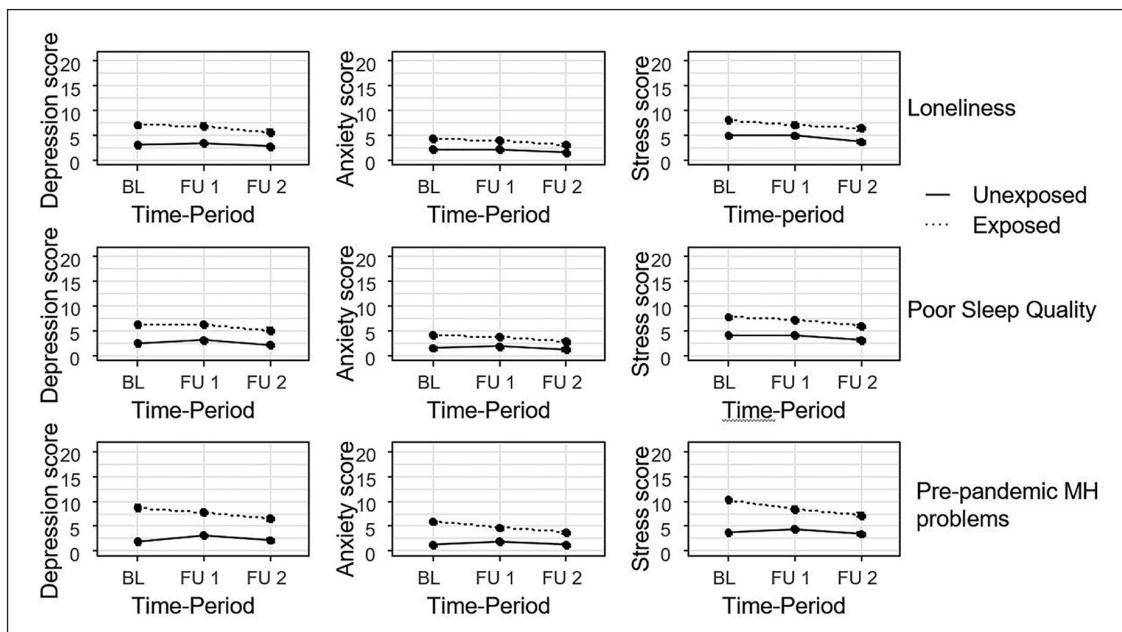 Depression score
20
15
10
5
0
BL FU 1 FU 2
Time-Period
Anxiety score
20
15
10
5
0
BL FU 1 FU 2
Time-Period
Stress score
20
15
10
5
0
BL FU 1 FU 2
Time-period
Loneliness
Unexposed
Exposed
Depression score
20
15
10
5
0
BL FU 1 FU 2
Time-Period
Anxiety score
20
15
10
5
0
BL FU 1 FU 2
Time-Period
Stress score
20
15
10
5
0
BL FU 1 FU 2
Time-Period
Poor Sleep Quality
Depression score
20
15
10
5
0
BL FU 1 FU 2
Time-Period
Anxiety score
20
15
10
5
0
BL FU 1 FU 2
Time-Period
Stress score
20
15
10
5
0
BL FU 1 FU 2
Time-Period
Pre-pandemic MH
problems